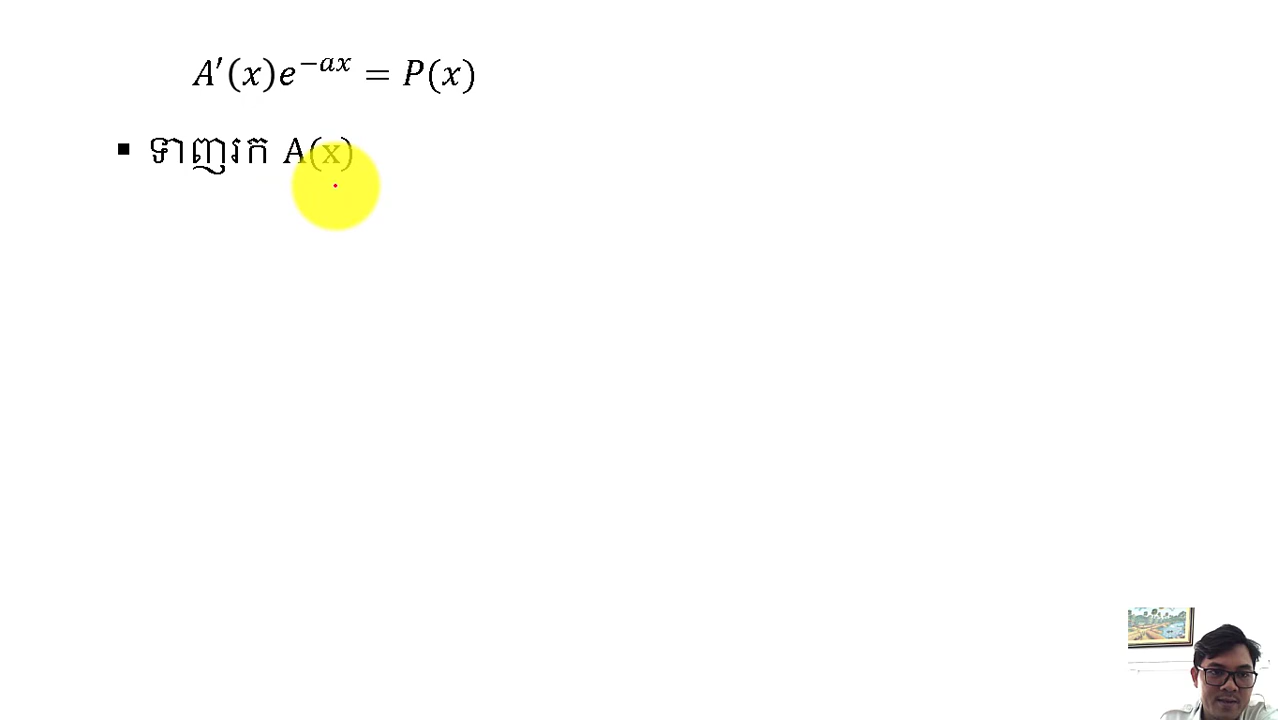 A′(x)e^{−ax} = P(x)
▪ ទាញរក A(x)